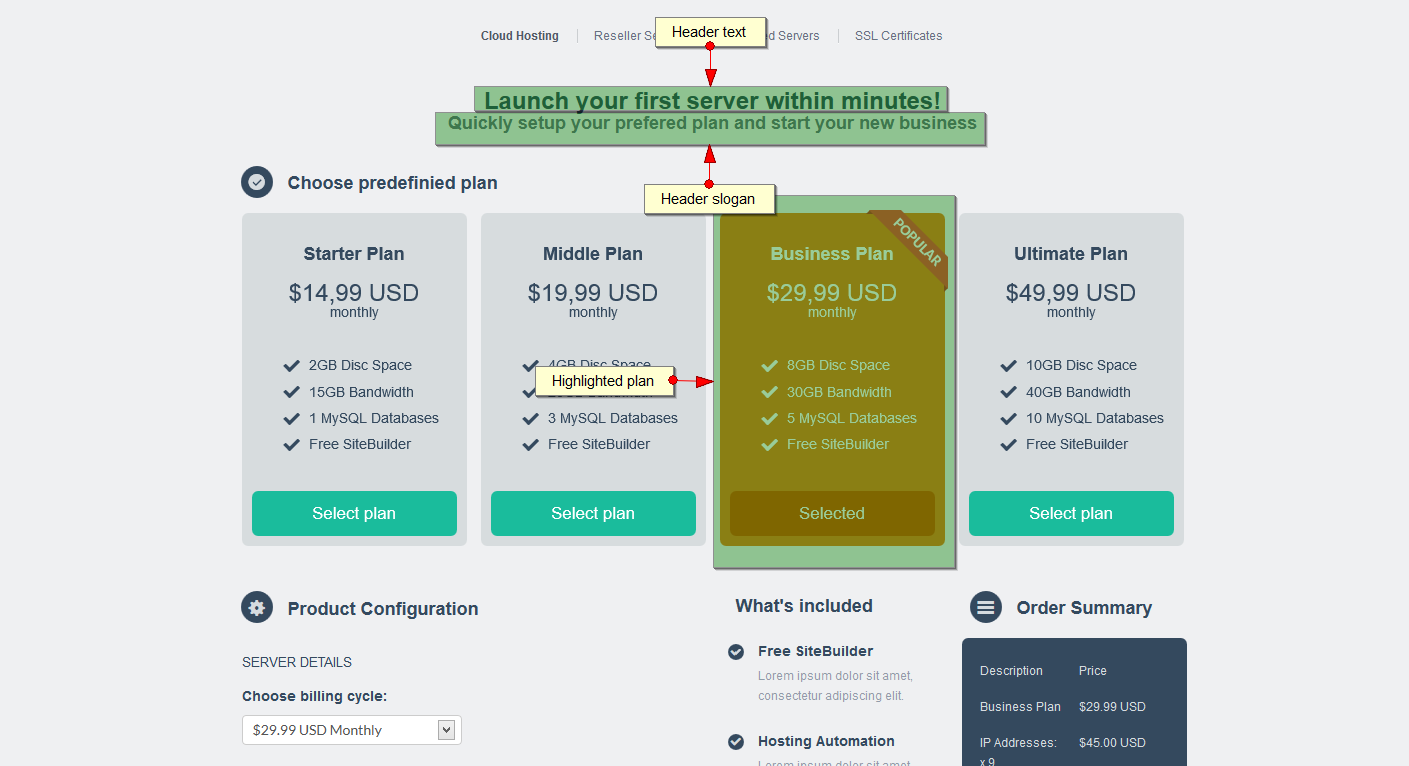 Cloud Hosting Reseller Se d Servers SSL Certificates
Header text
Launch your first server within minutes!
Quickly setup your prefered plan and start your new business
Header slogan
Choose predefinied plan
Starter Plan
$14,99 USD
monthly
2GB Disc Space
15GB Bandwidth
1 MySQL Databases
Free SiteBuilder
Select plan
Middle Plan
$19,99 USD
monthly
4GB Disc Space
3 MySQL Databases
Free SiteBuilder
Select plan
Highlighted plan
POPULAR
Business Plan
$29,99 USD
monthly
8GB Disc Space
30GB Bandwidth
5 MySQL Databases
Free SiteBuilder
Selected
Ultimate Plan
$49,99 USD
monthly
10GB Disc Space
40GB Bandwidth
10 MySQL Databases
Free SiteBuilder
Select plan
Product Configuration
SERVER DETAILS
Choose billing cycle:
$29.99 USD Monthly
What's included
Free SiteBuilder
Lorem ipsum dolor sit amet,
consectetur adipiscing elit.
Hosting Automation
Lorem ipsum dolor sit amet
Order Summary
Description Price
Business Plan $29.99 USD
IP Addresses: $45.00 USD
x 9